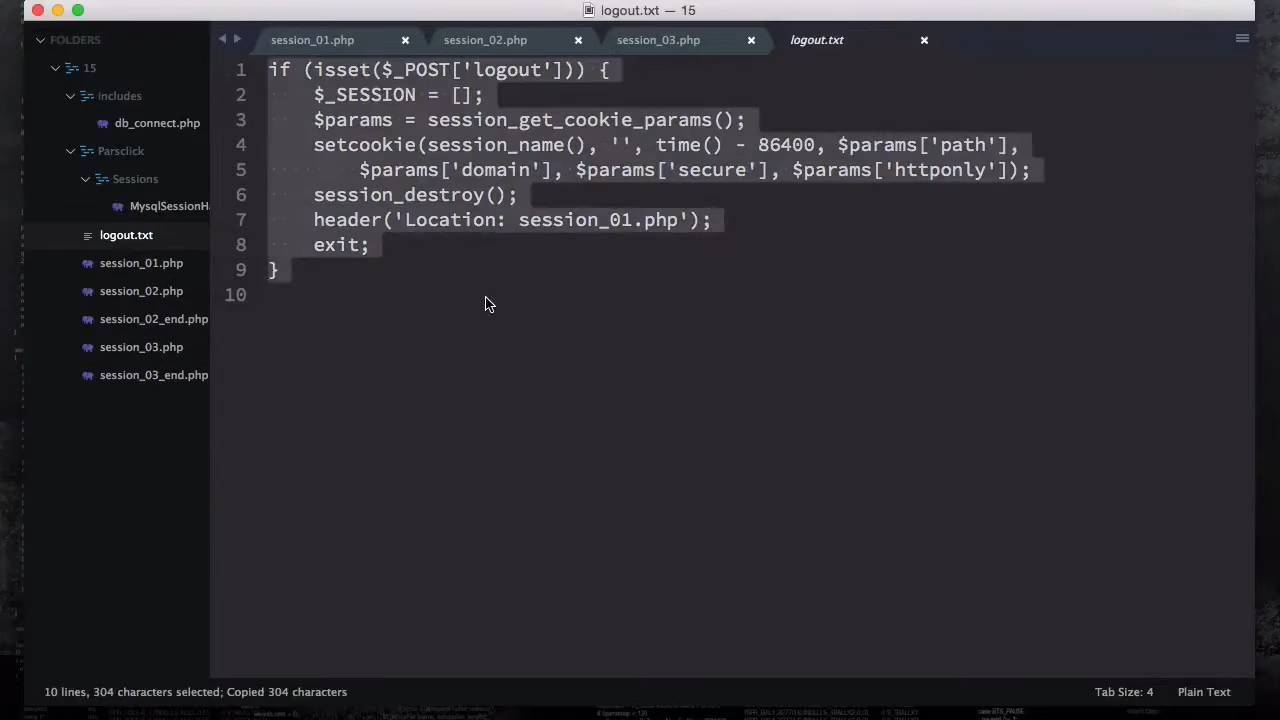 logout.txt — 15
FOLDERS
15
includes
db_connect.php
Parsclick
Sessions
MysqlSessionHa
logout.txt
session_01.php
session_02.php
session_02_end.php
session_03.php
session_03_end.php
session_01.php
session_02.php
session_03.php
logout.txt
1 if (isset($_POST['logout'])) {
2 $_SESSION = [];
3 $params = session_get_cookie_params();
4 setcookie(session_name(), '', time() - 86400, $params['path'],
5 $params['domain'], $params['secure'], $params['httponly']);
6 session_destroy();
7 header('Location: session_01.php');
8 exit;
9 }
10
10 lines, 304 characters selected; Copied 304 characters
Tab Size: 4
Plain Text